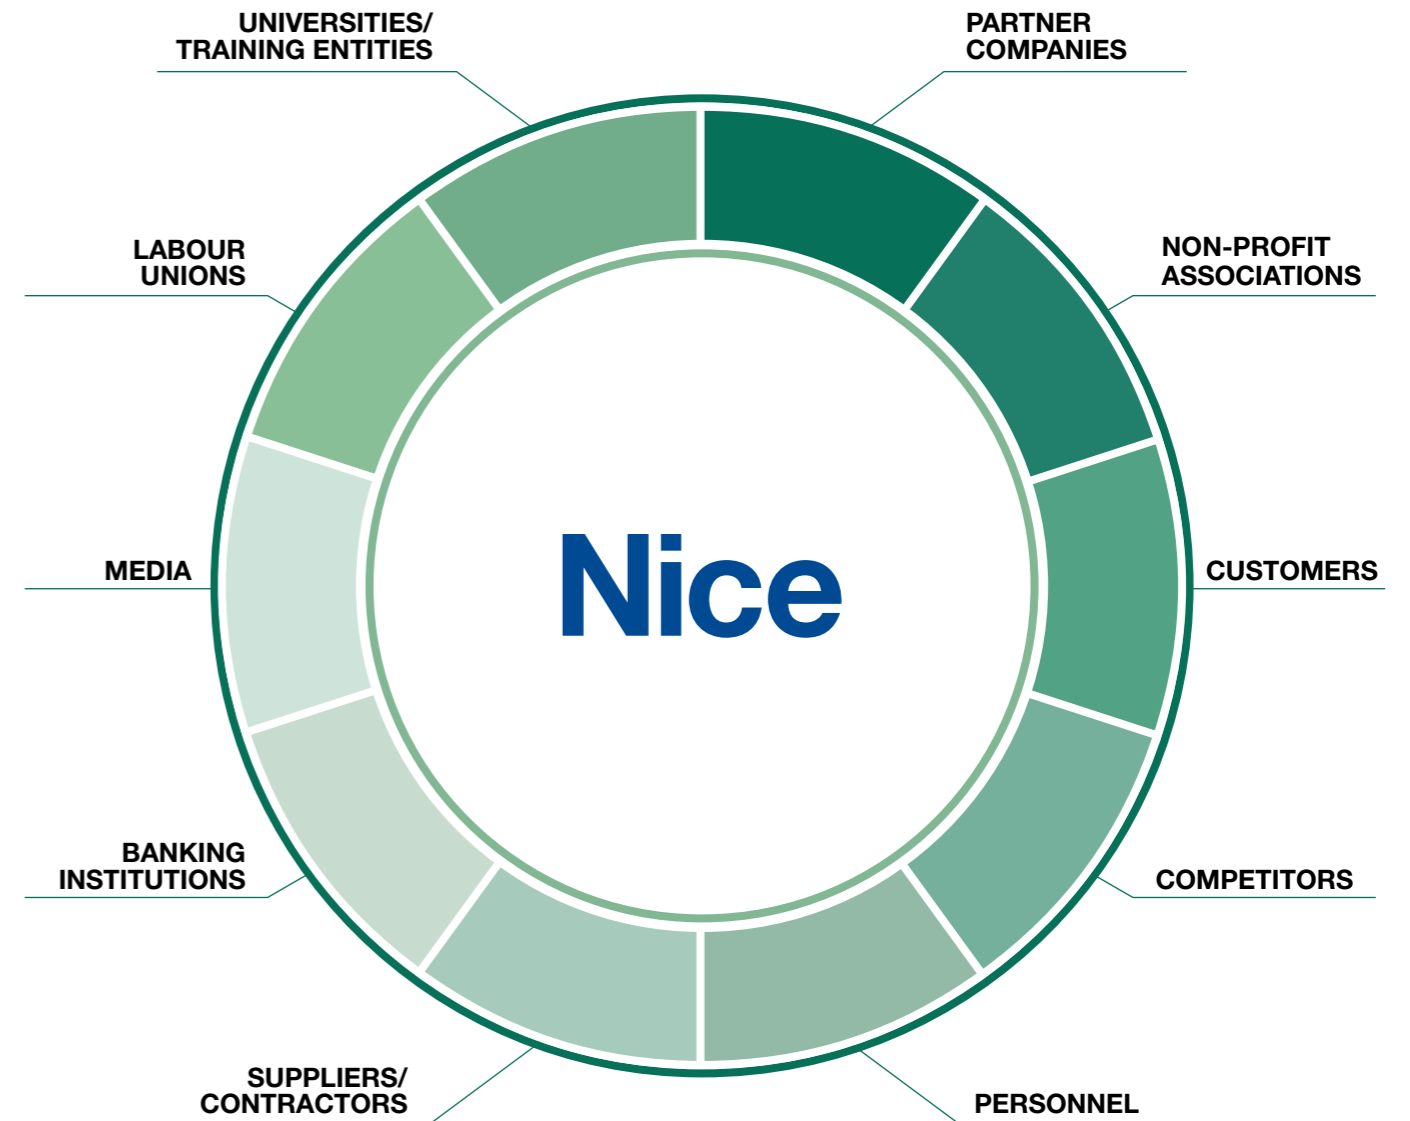 UNIVERSITIES/
TRAINING ENTITIES
PARTNER
COMPANIES
LABOUR
UNIONS
NON-PROFIT
ASSOCIATIONS
MEDIA
Nice
CUSTOMERS
BANKING
INSTITUTIONS
COMPETITORS
SUPPLIERS/
CONTRACTORS
PERSONNEL